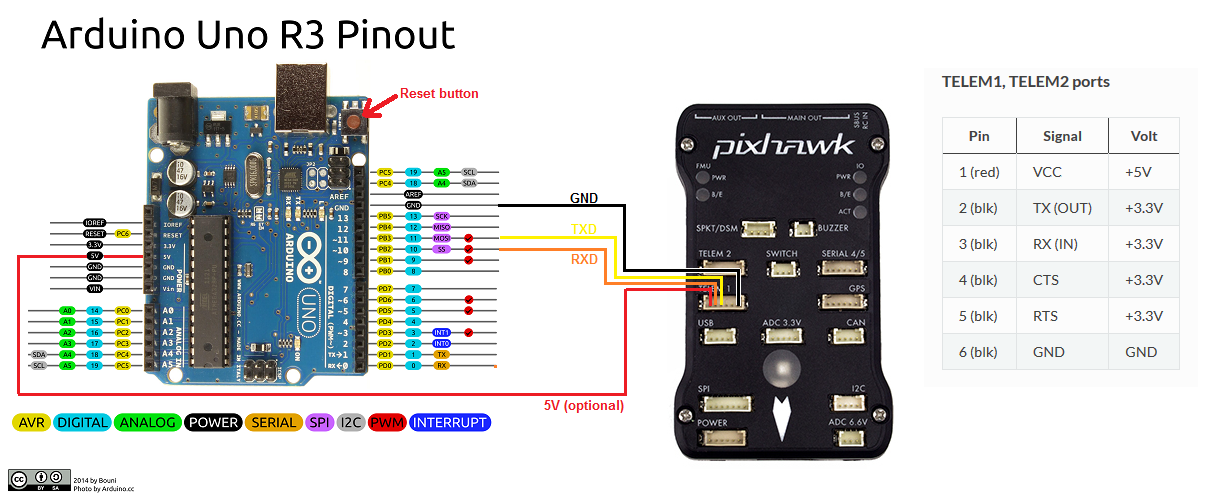 Arduino Uno R3 Pinout
Reset button
IOREF
RESET PC6
3.3V
5V
GND
GND
VIN
A0 14 PC0
A1 15 PC1
A2 16 PC2
A3 17 PC3
SDA A4 18 PC4
SCL A5 19 PC5
IOREF
RESET
3.3V
5V
GND
GND
Vin
POWER
A0
A1
A2
A3
A4
A5
ANALOG IN
ARDUINO
UNO
RX
TX
ON
AREF
GND
13
12
~11
~10
~9
8
7
~6
~5
4
~3
2
TX→1
RX←0
DIGITAL (PWM~)
PC5 19 A5 SCL
PC4 18 A4 SDA
AREF
GND
PB5 13 SCK
PB4 12 MISO
PB3 11 MOSI
PB2 10 SS
PB1 9
PB0 8
PD7 7
PD6 6
PD5 5
PD4 4
PD3 3 INT1
PD2 2 INT0
PD1 1 TX
PD0 0 RX
GND
TXD
RXD
5V (optional)
AVR DIGITAL ANALOG POWER SERIAL SPI I2C PWM INTERRUPT
2014 by Bouni
Photo by Arduino.cc
CC BY SA
AUX OUT
MAIN OUT
SBUS
RC IN
pixhawk
FMU
PWR
B/E
IO
PWR
B/E
ACT
SPKT/DSM
BUZZER
TELEM 2
SWITCH
SERIAL 4/5
1
GPS
USB
ADC 3.3V
CAN
SPI
I2C
POWER
ADC 6.6V
TELEM1, TELEM2 ports
Pin Signal Volt
1 (red) VCC +5V
2 (blk) TX (OUT) +3.3V
3 (blk) RX (IN) +3.3V
4 (blk) CTS +3.3V
5 (blk) RTS +3.3V
6 (blk) GND GND